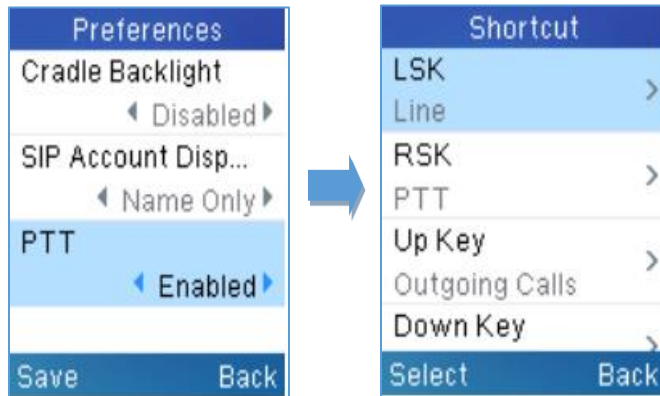 Preferences
Cradle Backlight
Disabled
SIP Account Disp...
Name Only
PTT
Enabled
Save Back
Shortcut
LSK
Line
RSK
PTT
Up Key
Outgoing Calls
Down Key
Select Back